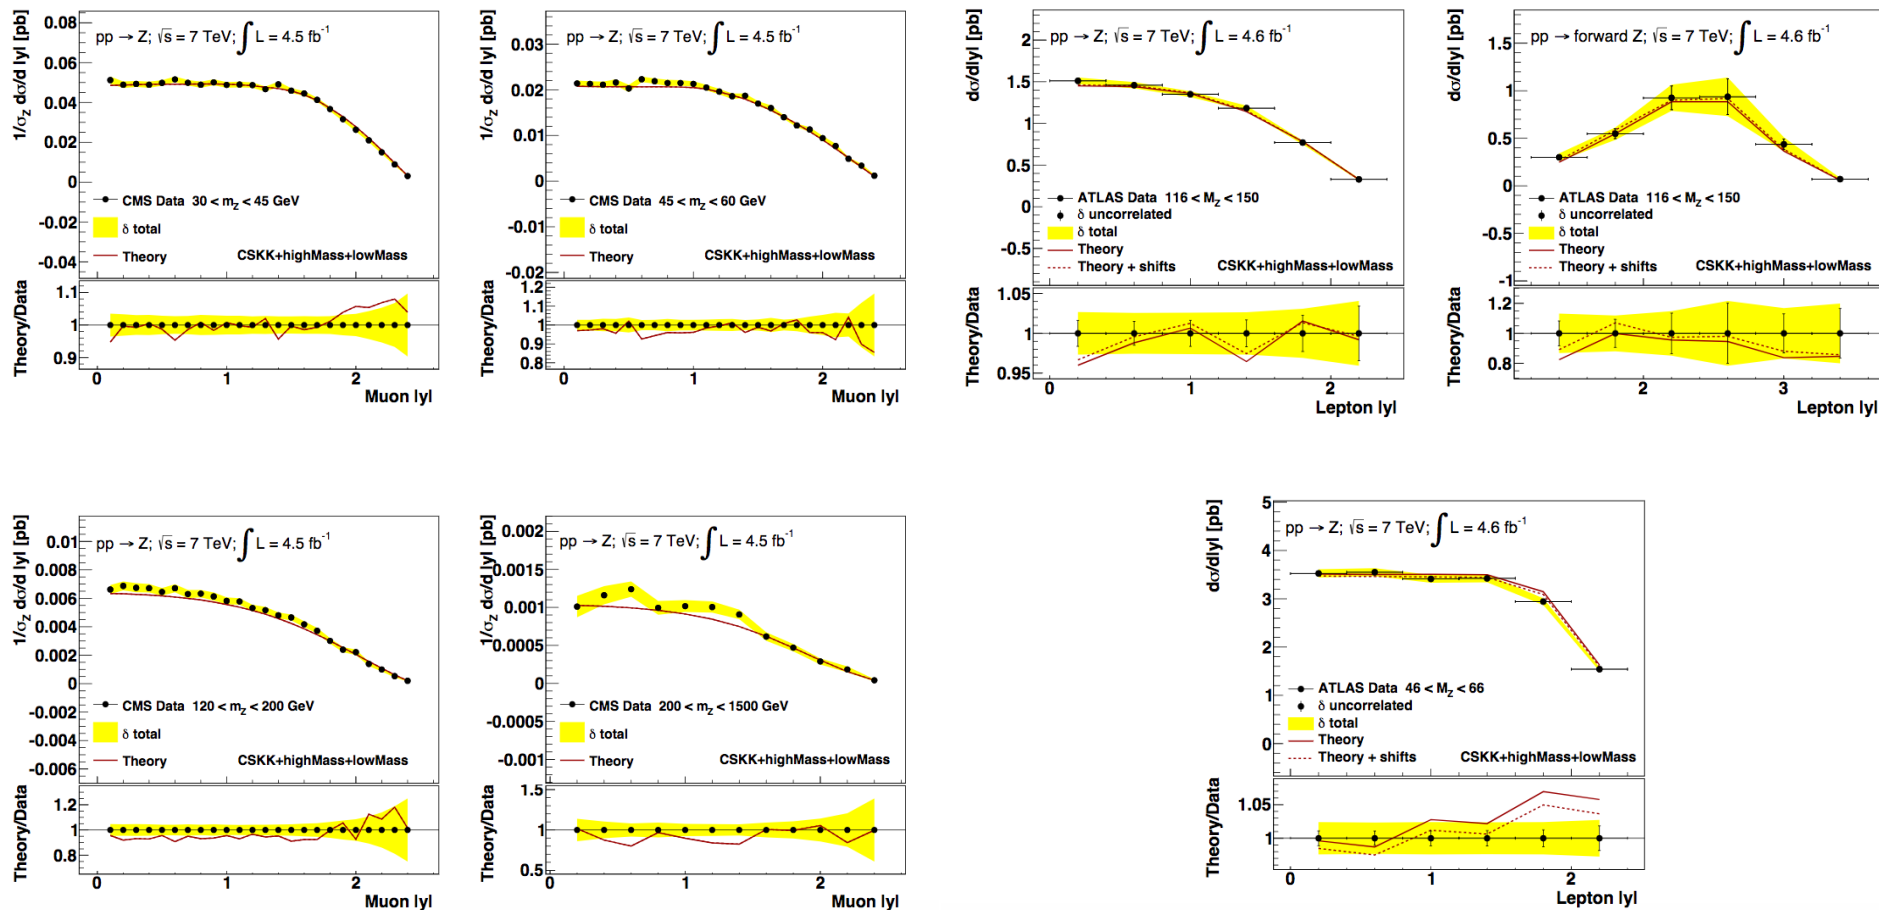 1/σZ dσ/d |y| [pb]
0.08
0.06
0.04
0.02
0
-0.02
-0.04
pp → Z; √s = 7 TeV; ∫ L = 4.5 fb-1
CMS Data 30 < mZ < 45 GeV
δ total
Theory
CSKK+highMass+lowMass
Theory/Data
1.1
1
0.9
0 1 2
Muon |y|
1/σZ dσ/d |y| [pb]
0.03
0.02
0.01
0
-0.01
-0.02
pp → Z; √s = 7 TeV; ∫ L = 4.5 fb-1
CMS Data 45 < mZ < 60 GeV
δ total
Theory
CSKK+highMass+lowMass
Theory/Data
1.2
1.1
1
0.9
0.8
0 1 2
Muon |y|
dσ/d|y| [pb]
2
1.5
1
0.5
0
-0.5
pp → Z; √s = 7 TeV; ∫ L = 4.6 fb-1
ATLAS Data 116 < MZ < 150
δ uncorrelated
δ total
Theory
Theory + shifts
CSKK+highMass+lowMass
Theory/Data
1.05
1
0.95
0 1 2
Lepton |y|
dσ/d|y| [pb]
1.5
1
0.5
0
-0.5
-1
pp → forward Z; √s = 7 TeV; ∫ L = 4.6 fb-1
ATLAS Data 116 < MZ < 150
δ uncorrelated
δ total
Theory
Theory + shifts
CSKK+highMass+lowMass
Theory/Data
1.2
1
0.8
2 3
Lepton |y|
1/σZ dσ/d |y| [pb]
0.01
0.008
0.006
0.004
0.002
0
-0.002
-0.004
-0.006
pp → Z; √s = 7 TeV; ∫ L = 4.5 fb-1
CMS Data 120 < mZ < 200 GeV
δ total
Theory
CSKK+highMass+lowMass
Theory/Data
1.2
1
0.8
0 1 2
Muon |y|
1/σZ dσ/d |y| [pb]
0.002
0.0015
0.001
0.0005
0
-0.0005
-0.001
pp → Z; √s = 7 TeV; ∫ L = 4.5 fb-1
CMS Data 200 < mZ < 1500 GeV
δ total
Theory
CSKK+highMass+lowMass
Theory/Data
1.5
1
0.5
0 1 2
Muon |y|
dσ/d|y| [pb]
5
4
3
2
1
0
pp → Z; √s = 7 TeV; ∫ L = 4.6 fb-1
ATLAS Data 46 < MZ < 66
δ uncorrelated
δ total
Theory
Theory + shifts
CSKK+highMass+lowMass
Theory/Data
1.05
1
0 1 2
Lepton |y|